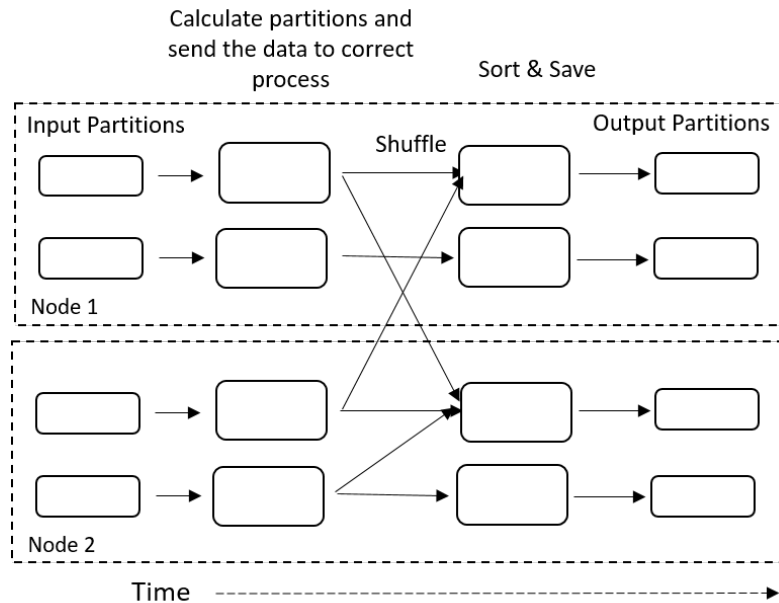 Calculate partitions and
send the data to correct
process
Sort & Save
Input Partitions
Shuffle
Output Partitions
Node 1
Node 2
Time